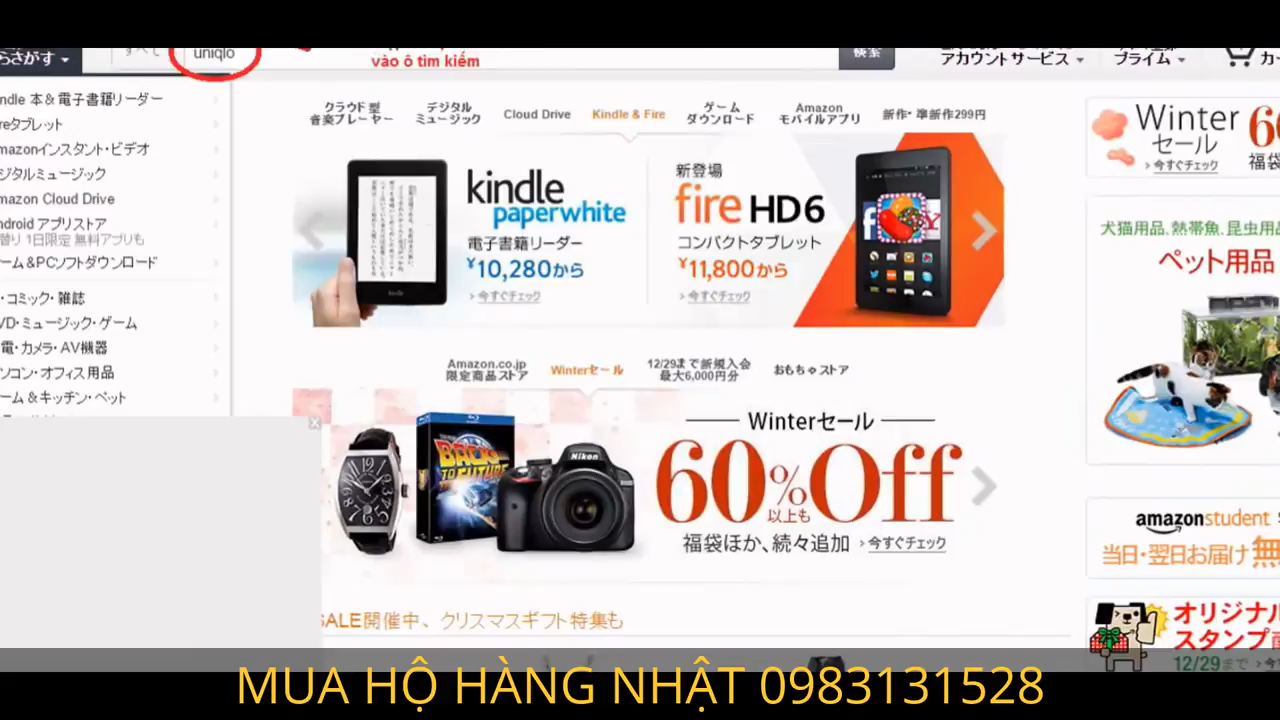 uniqlo
vào ô tìm kiếm
検索
アカウントサービス
プライム
らさがす
クラウド型
音楽プレーヤー
デジタル
ミュージック
Cloud Drive
Kindle & Fire
ゲーム
ダウンロード
Amazon
モバイルアプリ
新作・準新作299円
ndle 本&電子書籍リーダー
reタブレット
mazonインスタント・ビデオ
ジタルミュージック
mazon Cloud Drive
ndroid アプリストア
替り 1日限定 無料アプリも
ーム&PCソフトダウンロード
・コミック・雑誌
VD・ミュージック・ゲーム
電・カメラ・AV機器
ソコン・オフィス用品
ーム&キッチン・ペット
kindle
paperwhite
電子書籍リーダー
¥10,280から
› 今すぐチェック
新登場
fire HD6
コンパクトタブレット
¥11,800から
› 今すぐチェック
Winter
セール
› 今すぐチェック
60
福袋
犬猫用品、熱帯魚、昆虫用品
ペット用品
Amazon.co.jp
限定商品ストア
Winterセール
12/29まで新規入会
最大6,000円分
おもちゃストア
BACK
TO THE
FUTURE
Nikon
Winterセール
60%Off
以上も
福袋ほか、続々追加 › 今すぐチェック
amazonstudent
当日・翌日お届け無
SALE開催中、クリスマスギフト特集も
オリジナル
スタンプ
12/29まで
MUA HỘ HÀNG NHẬT 0983131528